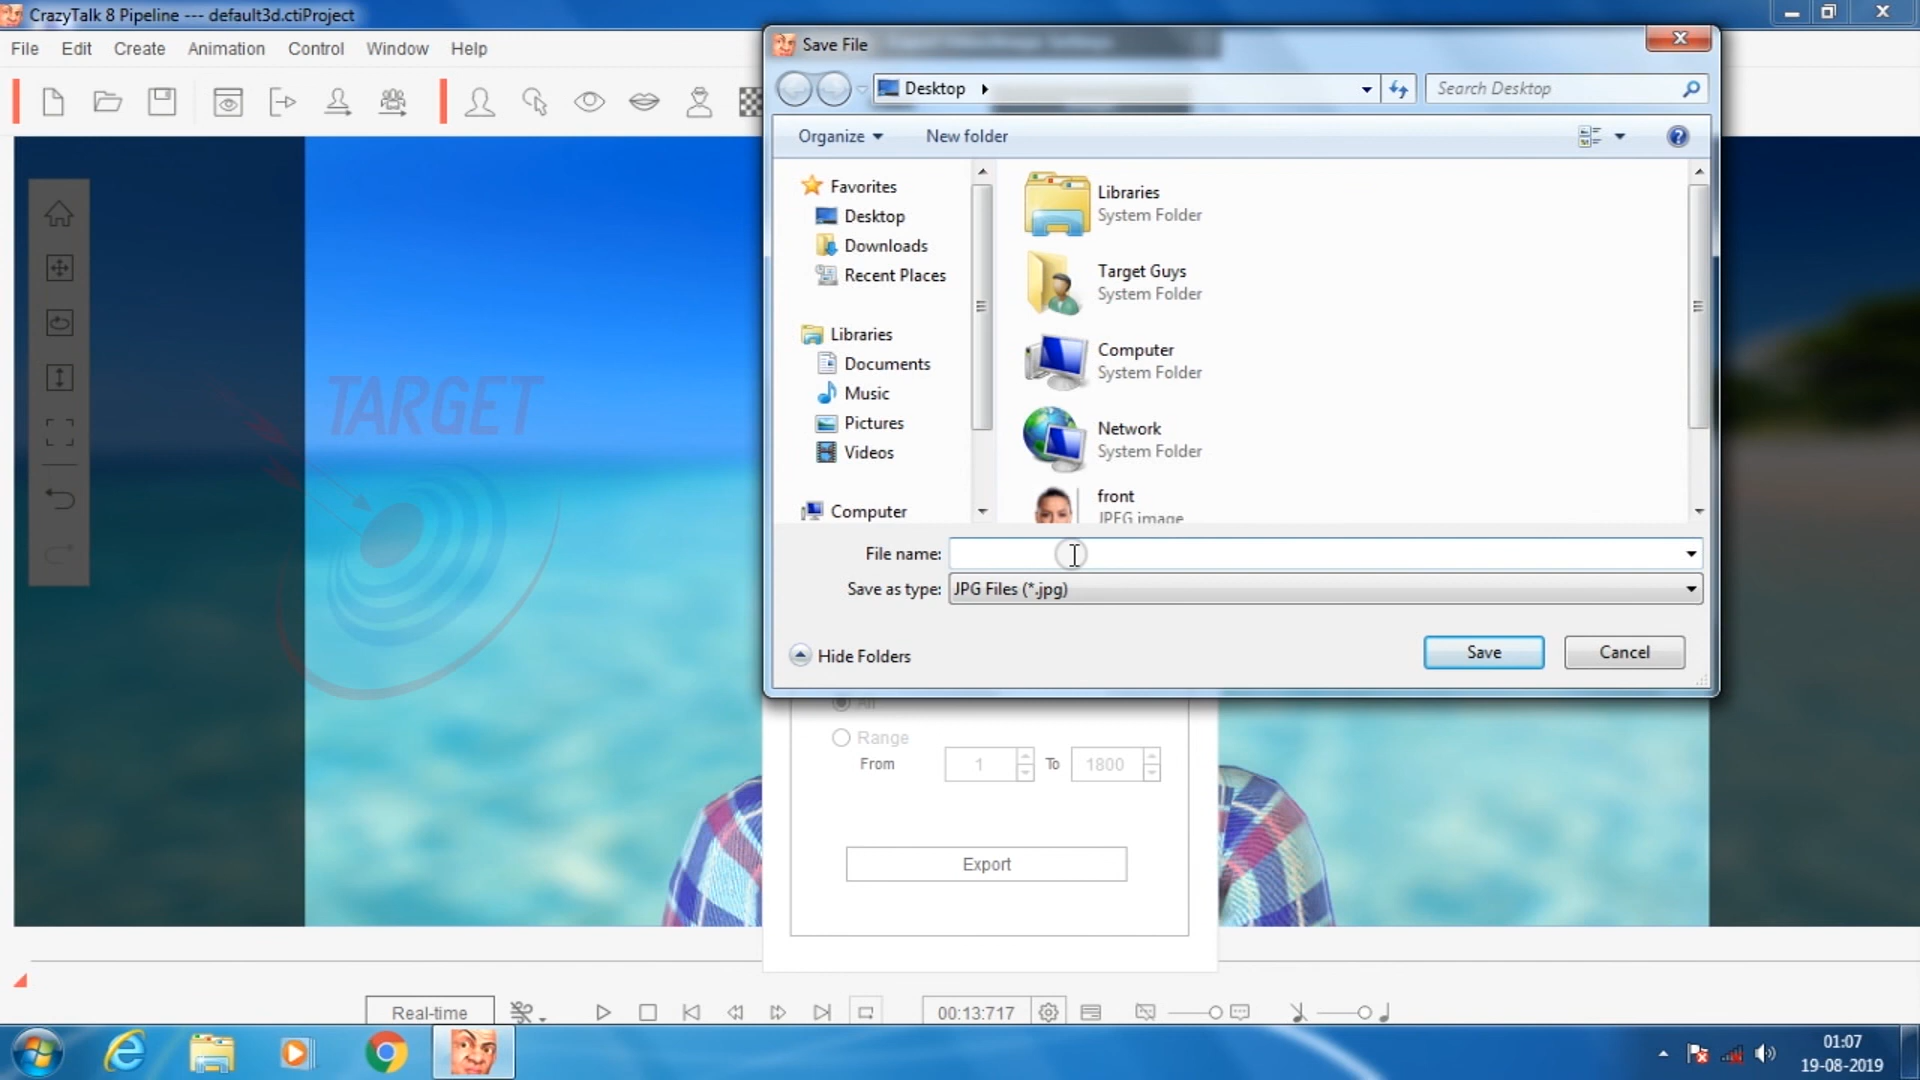 CrazyTalk 8 Pipeline --- default3d.ctiProject
File Edit Create Animation Control Window Help
TARGET
Save File
Desktop
Search Desktop
Organize New folder
Favorites
Desktop
Downloads
Recent Places
Libraries
Documents
Music
Pictures
Videos
Computer
Libraries
System Folder
Target Guys
System Folder
Computer
System Folder
Network
System Folder
front
JPEG image
File name:
Save as type: JPG Files (*.jpg)
Hide Folders Save Cancel
All
Range
From 1 To 1800
Export
Real-time 00:13:717
01:07
19-08-2019